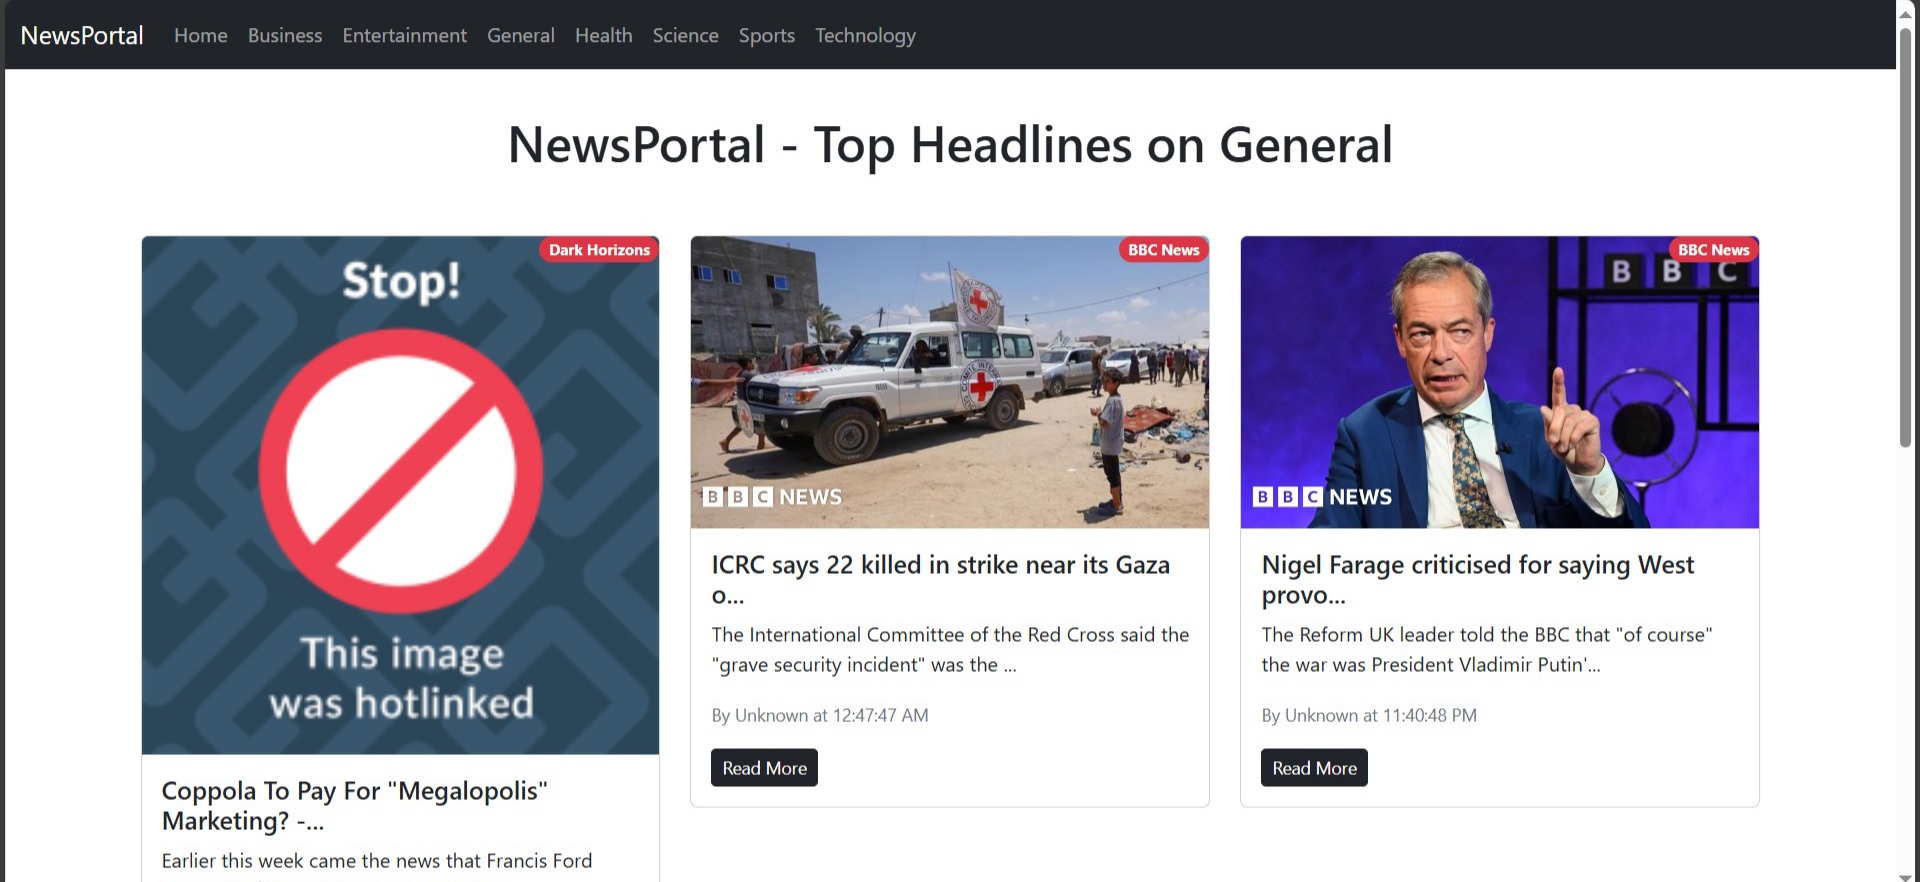 NewsPortal Home Business Entertainment General Health Science Sports Technology
NewsPortal - Top Headlines on General
Dark Horizons
Stop!
This image
was hotlinked
Coppola To Pay For "Megalopolis"
Marketing? -...
Earlier this week came the news that Francis Ford
BBC News
BBC NEWS
ICRC says 22 killed in strike near its Gaza
o...
The International Committee of the Red Cross said the
"grave security incident" was the ...
By Unknown at 12:47:47 AM
Read More
BBC News
B B C
BBC NEWS
Nigel Farage criticised for saying West
provo...
The Reform UK leader told the BBC that "of course"
the war was President Vladimir Putin'...
By Unknown at 11:40:48 PM
Read More